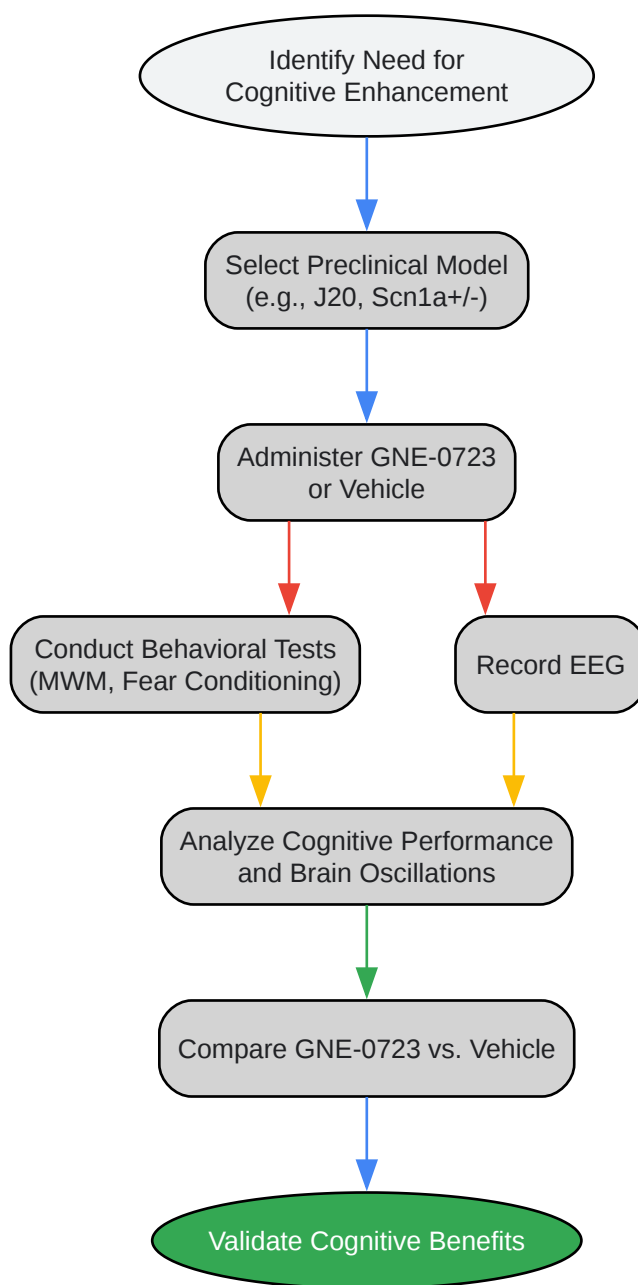 Identify Need for
Cognitive Enhancement
Select Preclinical Model
(e.g., J20, Scn1a+/-)
Administer GNE-0723
or Vehicle
Conduct Behavioral Tests
(MWM, Fear Conditioning)
Record EEG
Analyze Cognitive Performance
and Brain Oscillations
Compare GNE-0723 vs. Vehicle
Validate Cognitive Benefits